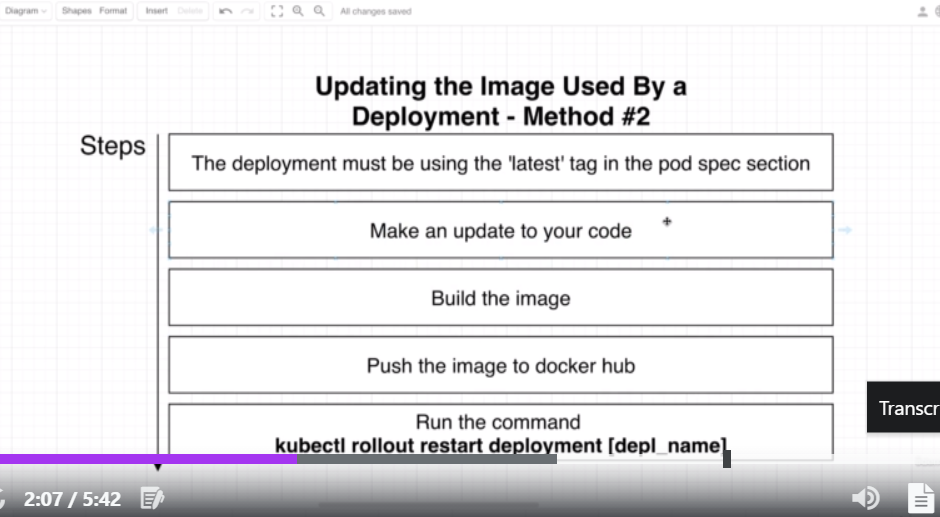 Diagram Shapes Format Insert Delete All changes saved
Updating the Image Used By a
Deployment - Method #2
Steps
The deployment must be using the 'latest' tag in the pod spec section
Make an update to your code
Build the image
Push the image to docker hub
Run the command
kubectl rollout restart deployment [depl_name]
Transcr
2:07 / 5:42